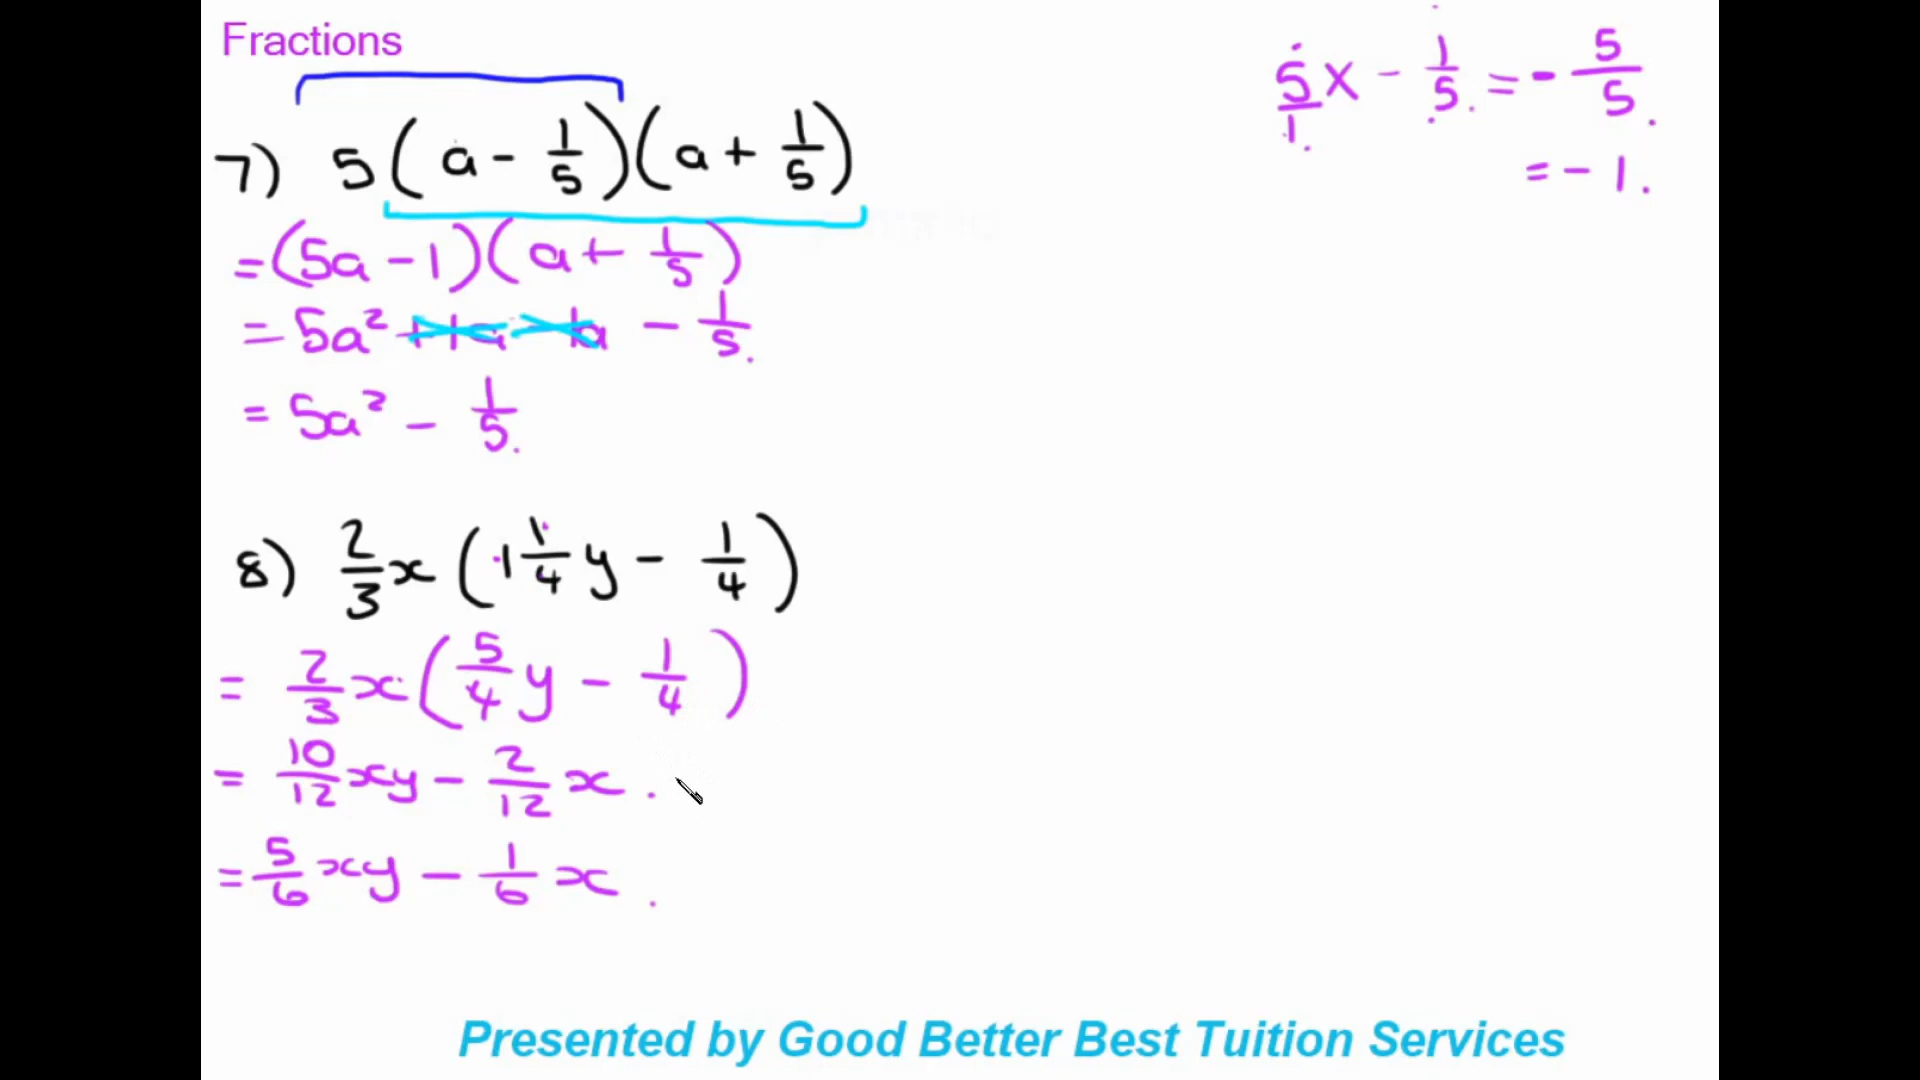 Fractions
7) 5(a - 1/5)(a + 1/5)
= (5a - 1)(a + 1/5)
= 5a² + 1a - 1a - 1/5.
= 5a² - 1/5.
5/1 x - 1/5 = - 5/5.
= - 1.
8) 2/3 x (1 1/4 y - 1/4)
= 2/3 x (5/4 y - 1/4)
= 10/12 xy - 2/12 x.
= 5/6 xy - 1/6 x.
Presented by Good Better Best Tuition Services